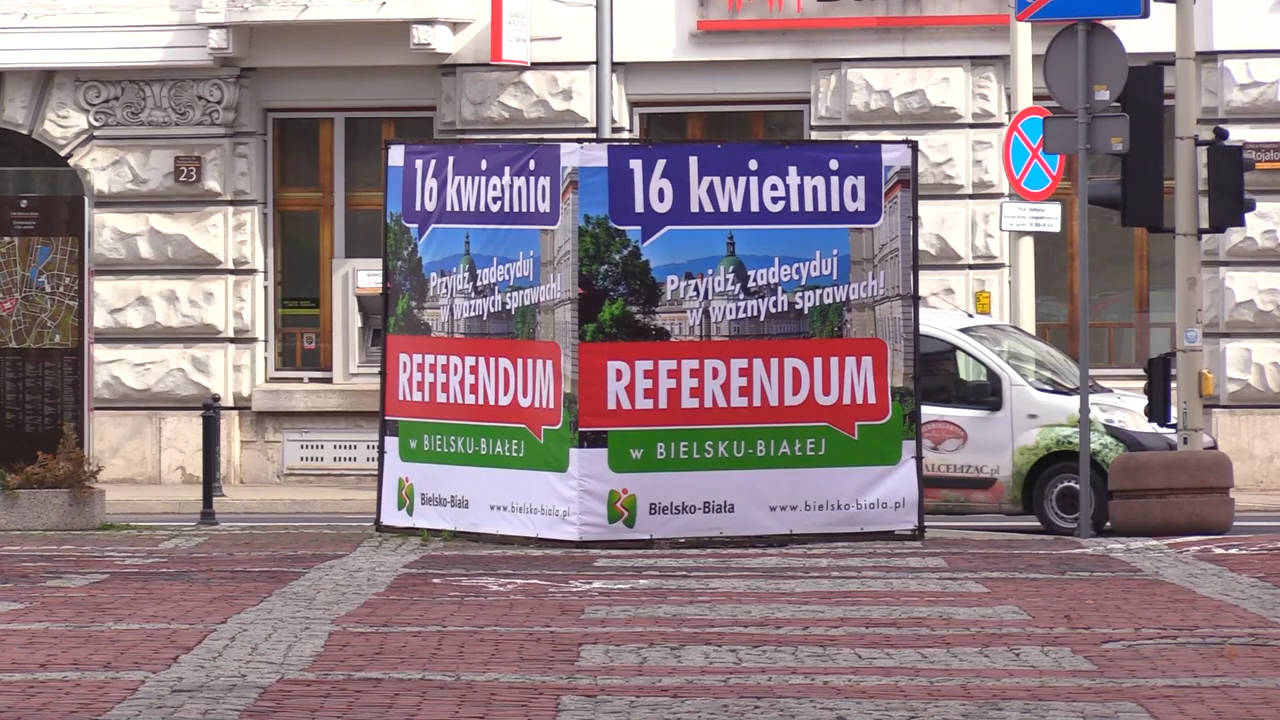 16 kwietnia
Przyjdź, zadecyduj
w ważnych sprawach!
REFERENDUM
w BIELSKU-BIAŁEJ
Bielsko-Biała
www.bielsko-biala.pl
16 kwietnia
Przyjdź, zadecyduj
w ważnych sprawach!
REFERENDUM
w BIELSKU-BIAŁEJ
Bielsko-Biała
www.bielsko-biala.pl
23